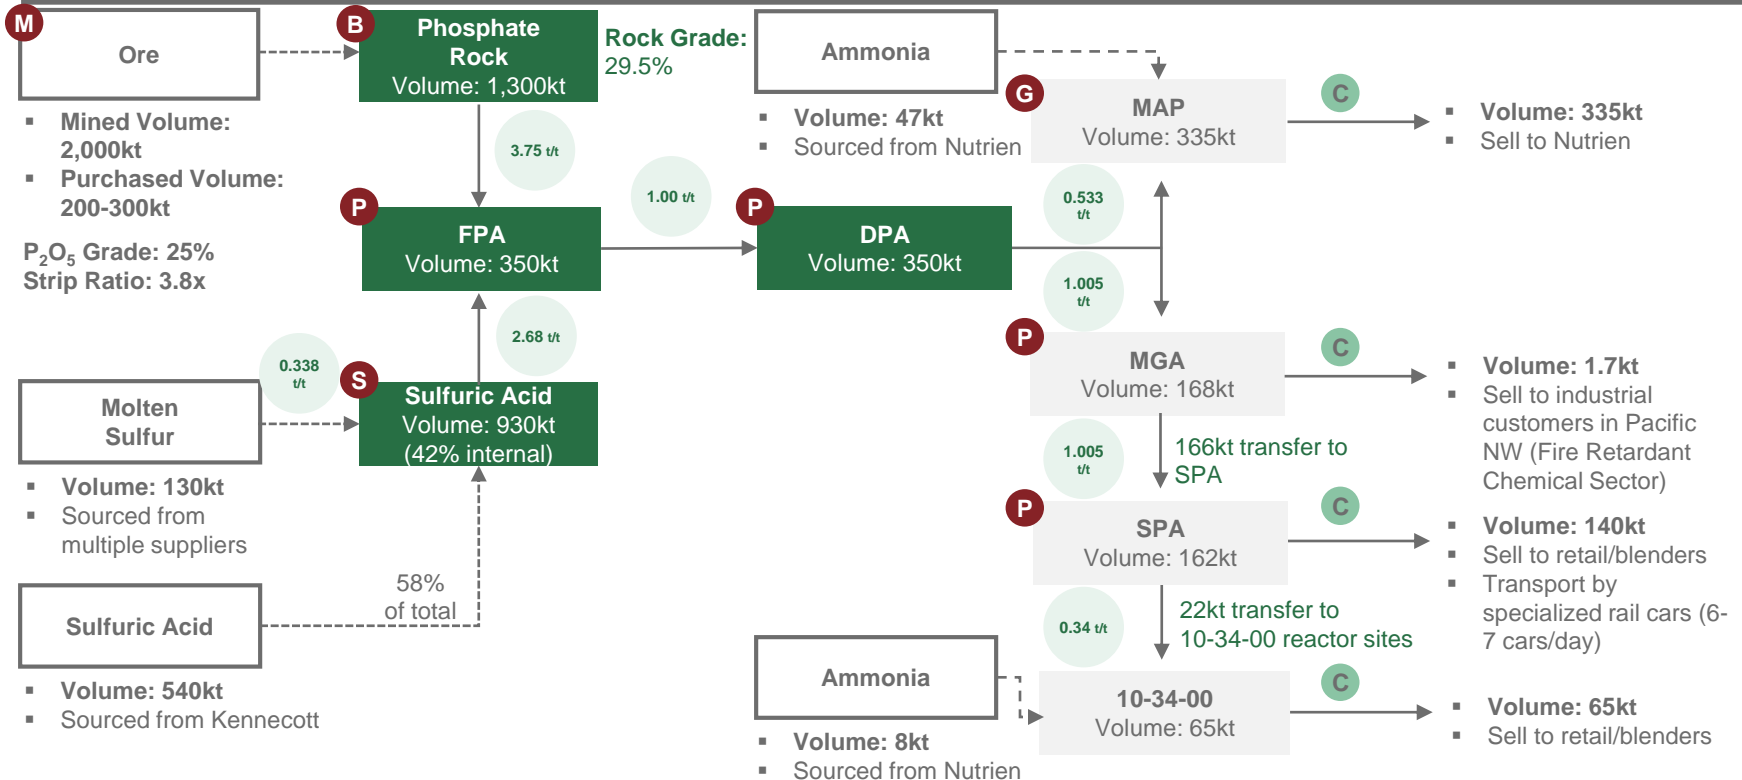 M
Ore
▪ Mined Volume:
2,000kt
▪ Purchased Volume:
200-300kt
P₂O₅ Grade: 25%
Strip Ratio: 3.8x
B
Phosphate
Rock
Volume: 1,300kt
Rock Grade:
29.5%
3.75 t/t
P
FPA
Volume: 350kt
2.68 t/t
0.338
t/t
Molten
Sulfur
▪ Volume: 130kt
▪ Sourced from
multiple suppliers
S
Sulfuric Acid
Volume: 930kt
(42% internal)
58%
of total
Sulfuric Acid
▪ Volume: 540kt
▪ Sourced from Kennecott
1.00 t/t
P
DPA
Volume: 350kt
Ammonia
▪ Volume: 47kt
▪ Sourced from Nutrien
G
MAP
Volume: 335kt
C
▪ Volume: 335kt
▪ Sell to Nutrien
0.533
t/t
1.005
t/t
P
MGA
Volume: 168kt
C
▪ Volume: 1.7kt
▪ Sell to industrial
customers in Pacific
NW (Fire Retardant
Chemical Sector)
1.005
t/t
166kt transfer to
SPA
P
SPA
Volume: 162kt
C
▪ Volume: 140kt
▪ Sell to retail/blenders
▪ Transport by
specialized rail cars (6-
7 cars/day)
0.34 t/t
22kt transfer to
10-34-00 reactor sites
Ammonia
▪ Volume: 8kt
▪ Sourced from Nutrien
10-34-00
Volume: 65kt
C
▪ Volume: 65kt
▪ Sell to retail/blenders